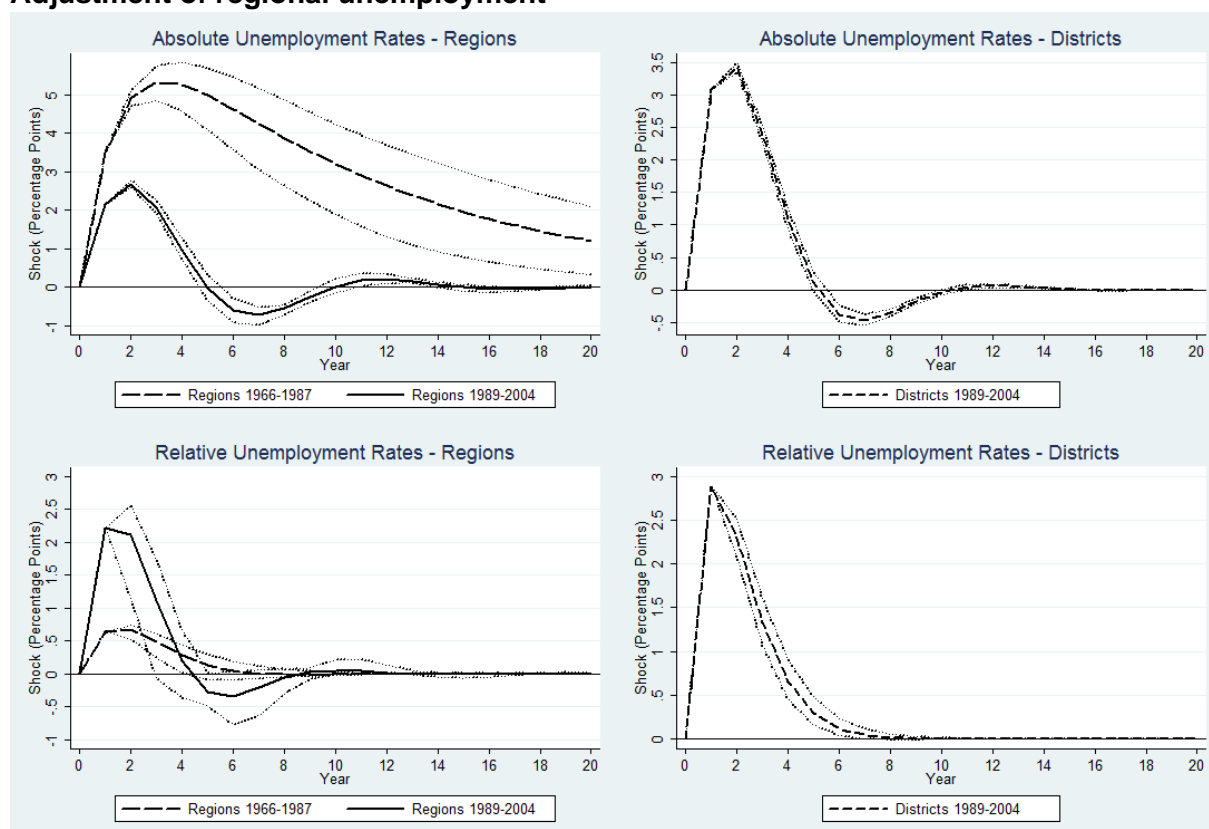 Adjustment of regional unemployment
Absolute Unemployment Rates - Regions
Shock (Percentage Points)
5
4
3
2
1
0
-1
0 2 4 6 8 10 12 14 16 18 20
Year
Regions 1966-1987 Regions 1989-2004
Absolute Unemployment Rates - Districts
Shock (Percentage Points)
3.5
3
2.5
2
1.5
1
.5
0
-.5
0 2 4 6 8 10 12 14 16 18 20
Year
Districts 1989-2004
Relative Unemployment Rates - Regions
Shock (Percentage Points)
3
2.5
2
1.5
1
.5
0
-.5
-1
0 2 4 6 8 10 12 14 16 18 20
Year
Regions 1966-1987 Regions 1989-2004
Relative Unemployment Rates - Districts
Shock (Percentage Points)
3
2.5
2
1.5
1
.5
0
0 2 4 6 8 10 12 14 16 18 20
Year
Districts 1989-2004